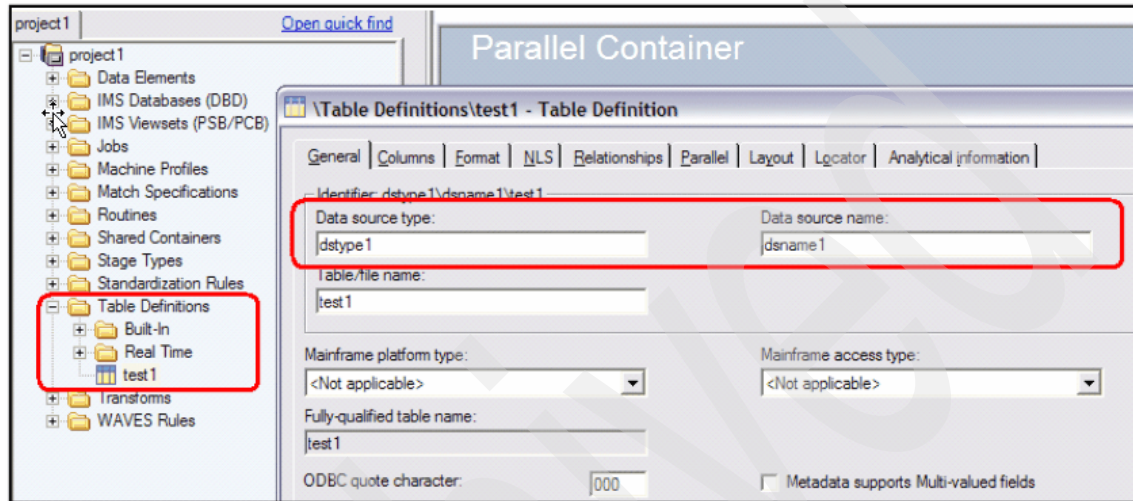 project1
Open quick find
project1
Data Elements
IMS Databases (DBD)
IMS Viewsets (PSB/PCB)
Jobs
Machine Profiles
Match Specifications
Routines
Shared Containers
Stage Types
Standardization Rules
Table Definitions
Built-In
Real Time
test1
Transforms
WAVES Rules
Parallel Container
\Table Definitions\test1 - Table Definition
General Columns Format NLS Relationships Parallel Layout Locator Analytical information
Identifier: dstype1\dsname1\test1
Data source type: Data source name:
dstype1 dsname1
Table/file name:
test1
Mainframe platform type: Mainframe access type:
<Not applicable> <Not applicable>
Fully-qualified table name:
test1
ODBC quote character: 000 Metadata supports Multi-valued fields